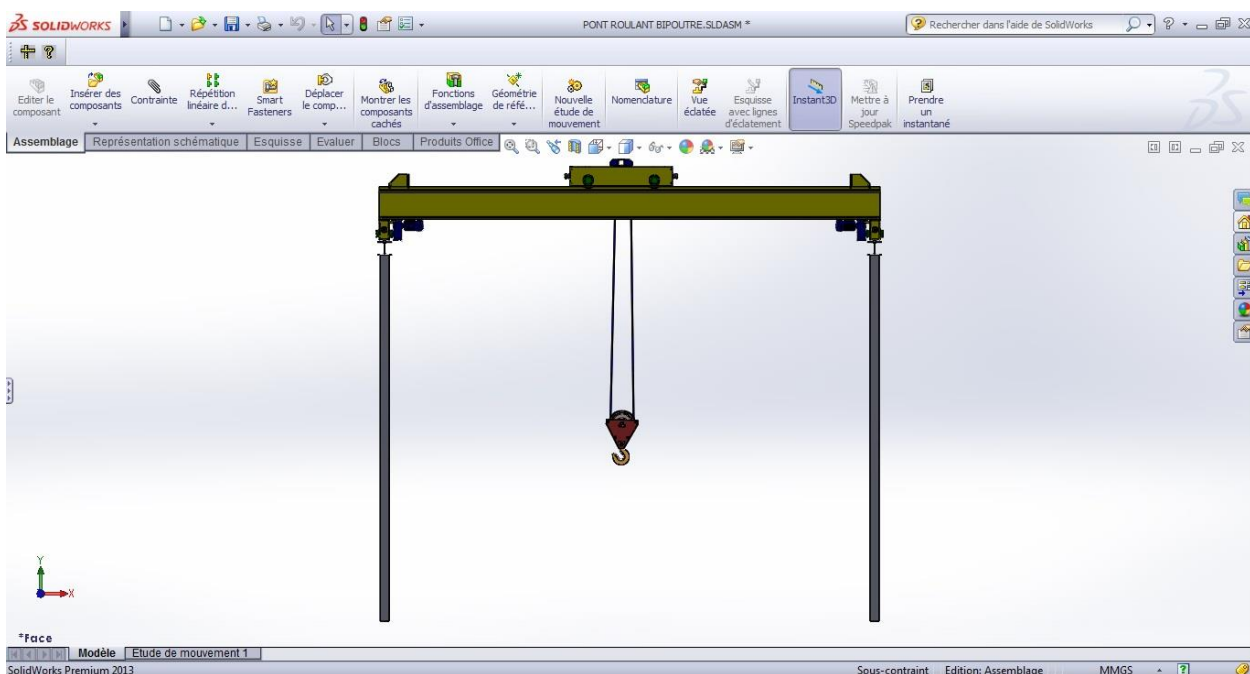 SOLIDWORKS
PONT ROULANT BIPOUTRE.SLDASM *
Rechercher dans l'aide de SolidWorks
Editer le composant
Insérer des composants
Contrainte
Répétition linéaire d...
Smart Fasteners
Déplacer le comp...
Montrer les composants cachés
Fonctions d'assemblage
Géométrie de réfé...
Nouvelle étude de mouvement
Nomenclature
Vue éclatée
Esquisse avec lignes d'éclatement
Instant3D
Mettre à jour Speedpak
Prendre un instantané
Assemblage
Représentation schématique
Esquisse
Evaluer
Blocs
Produits Office
Y
X
*Face
Modèle
Etude de mouvement 1
SolidWorks Premium 2013
Sous-contraint
Edition: Assemblage
MMGS